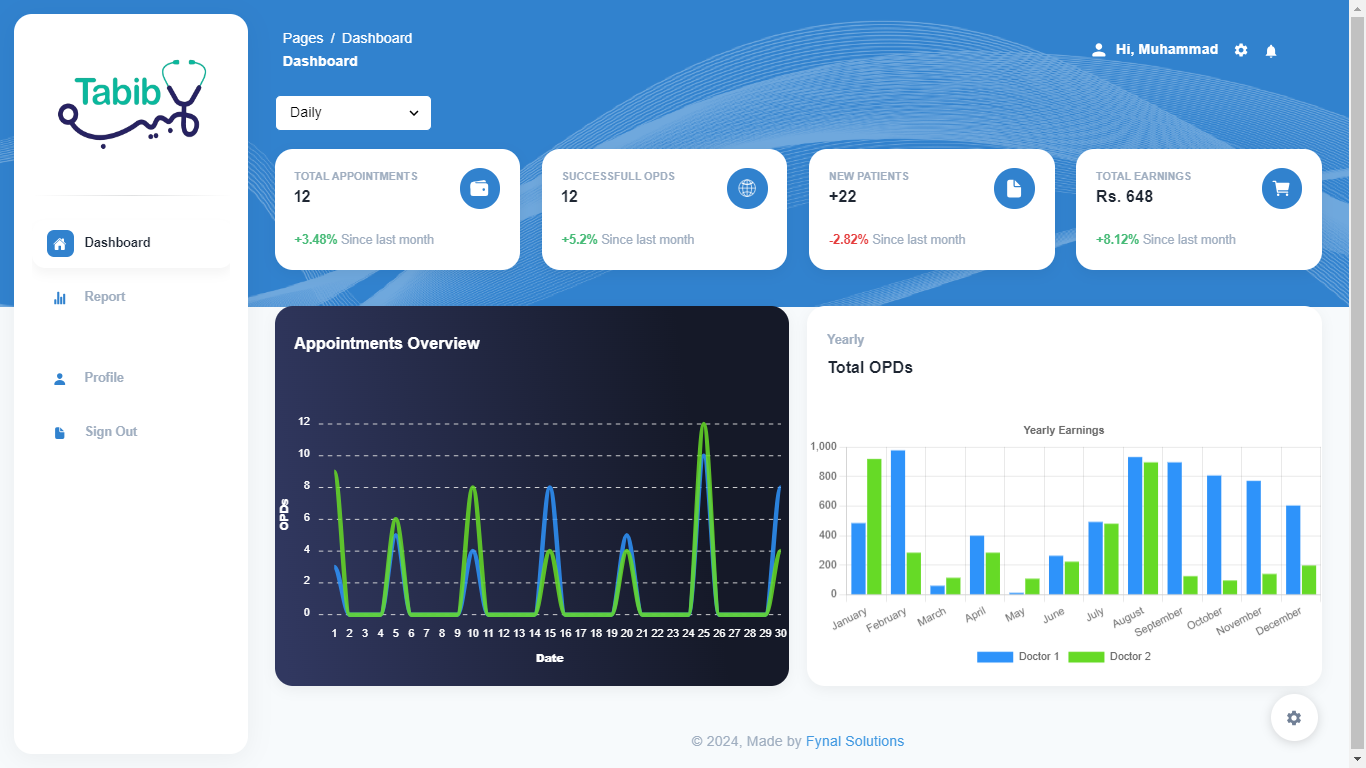 Tabib
Dashboard
Report
Profile
Sign Out
Pages / Dashboard
Dashboard
Hi, Muhammad
Daily
TOTAL APPOINTMENTS
12
+3.48% Since last month
SUCCESSFULL OPDS
12
+5.2% Since last month
NEW PATIENTS
+22
-2.82% Since last month
TOTAL EARNINGS
Rs. 648
+8.12% Since last month
Appointments Overview
12
10
8
6
4
2
0
OPDs
1 2 3 4 5 6 7 8 9 10 11 12 13 14 15 16 17 18 19 20 21 22 23 24 25 26 27 28 29 30
Date
Yearly
Total OPDs
Yearly Earnings
1,000
800
600
400
200
0
January February March April May June July August September October November December
Doctor 1 Doctor 2
© 2024, Made by Fynal Solutions